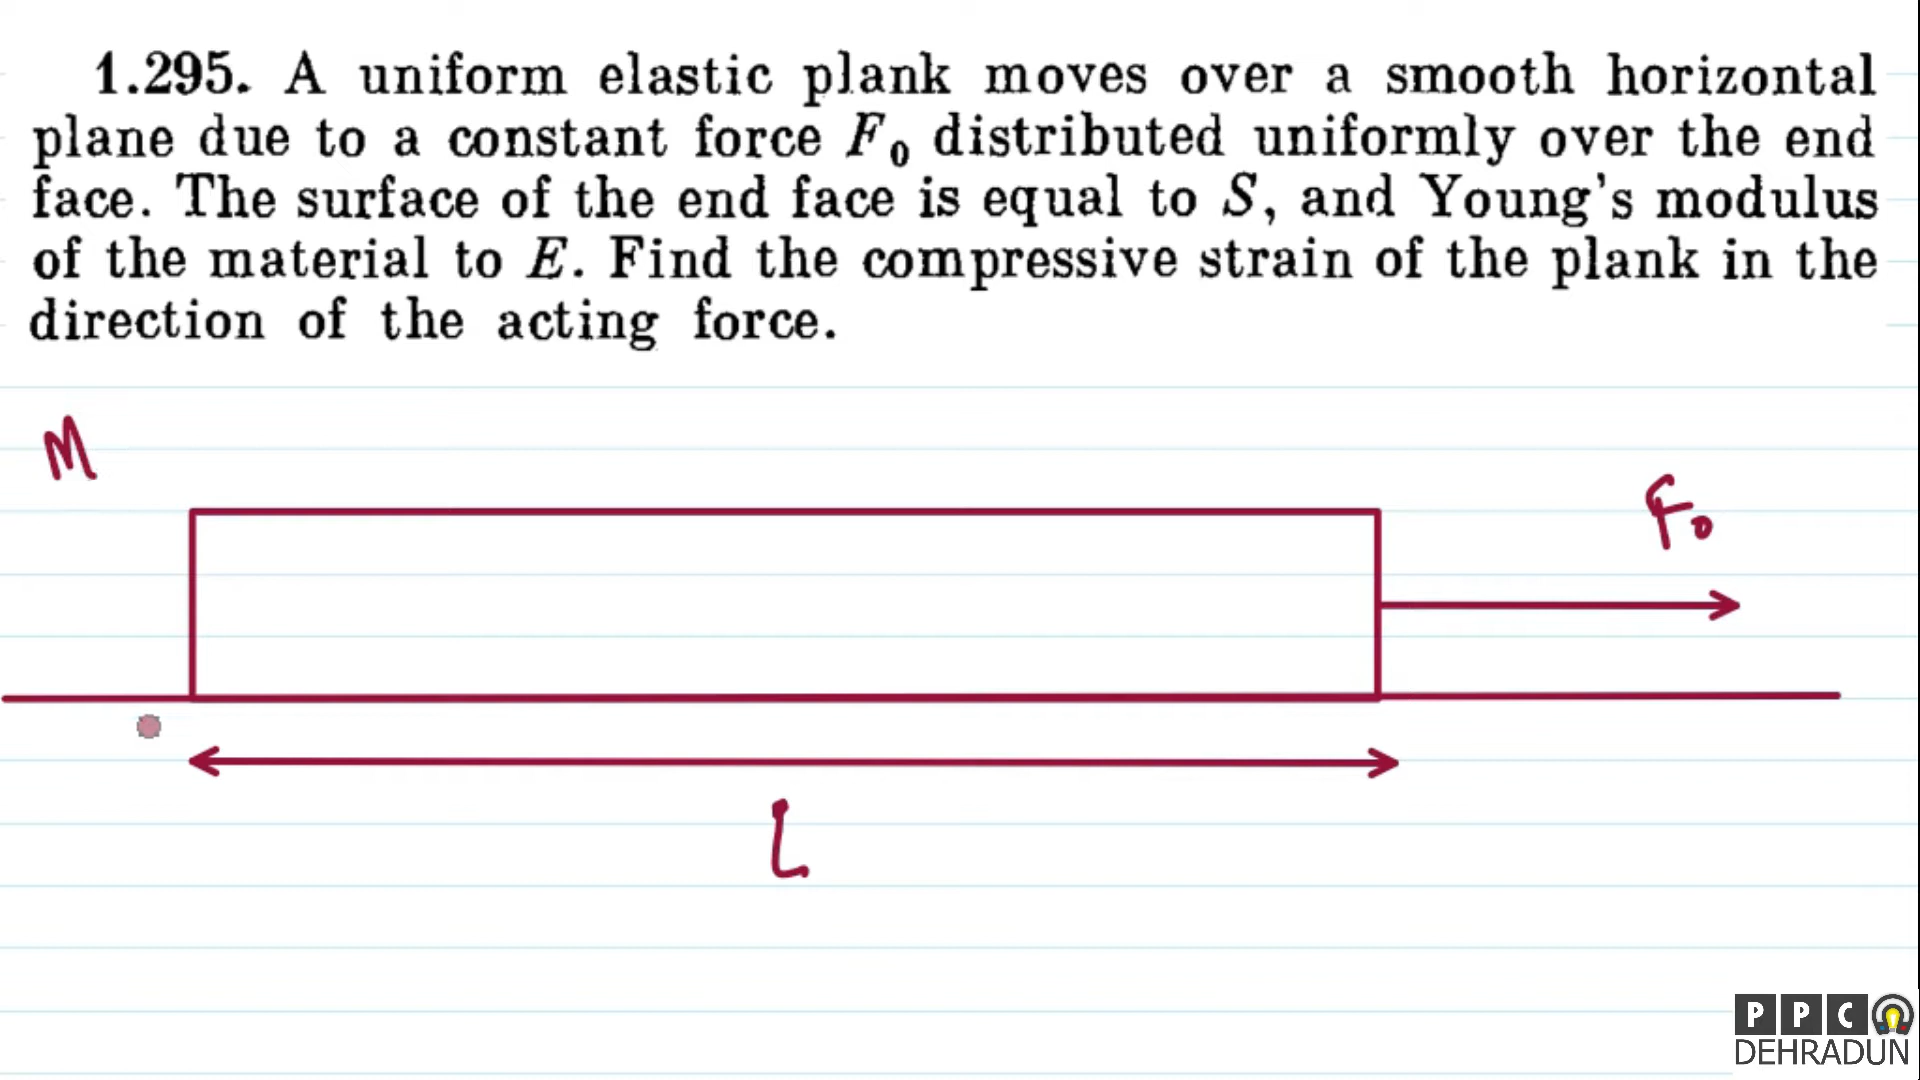 1.295. A uniform elastic plank moves over a smooth horizontal
plane due to a constant force F₀ distributed uniformly over the end
face. The surface of the end face is equal to S, and Young's modulus
of the material to E. Find the compressive strain of the plank in the
direction of the acting force.
M
F₀
L
PPC
DEHRADUN